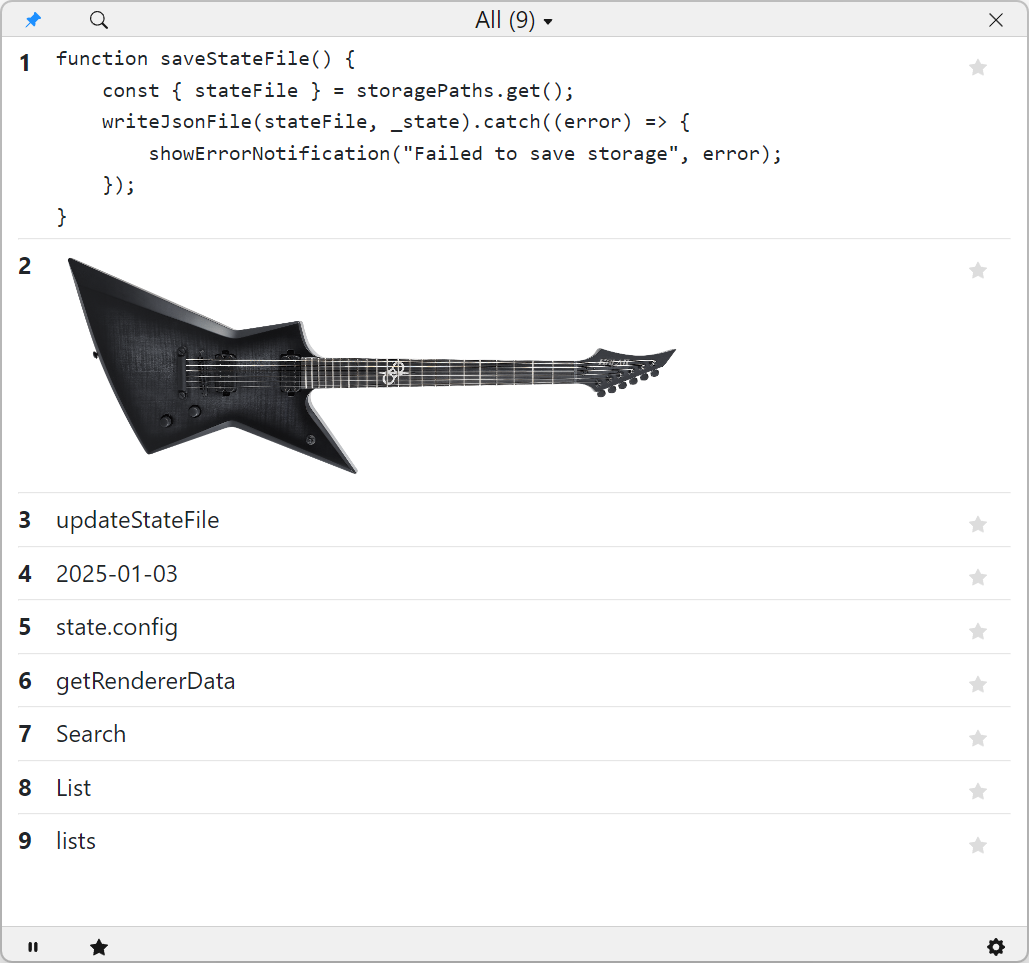 All (9)
1
function saveStateFile() {
    const { stateFile } = storagePaths.get();
    writeJsonFile(stateFile, _state).catch((error) => {
        showErrorNotification("Failed to save storage", error);
    });
}
2
3 updateStateFile
4 2025-01-03
5 state.config
6 getRendererData
7 Search
8 List
9 lists